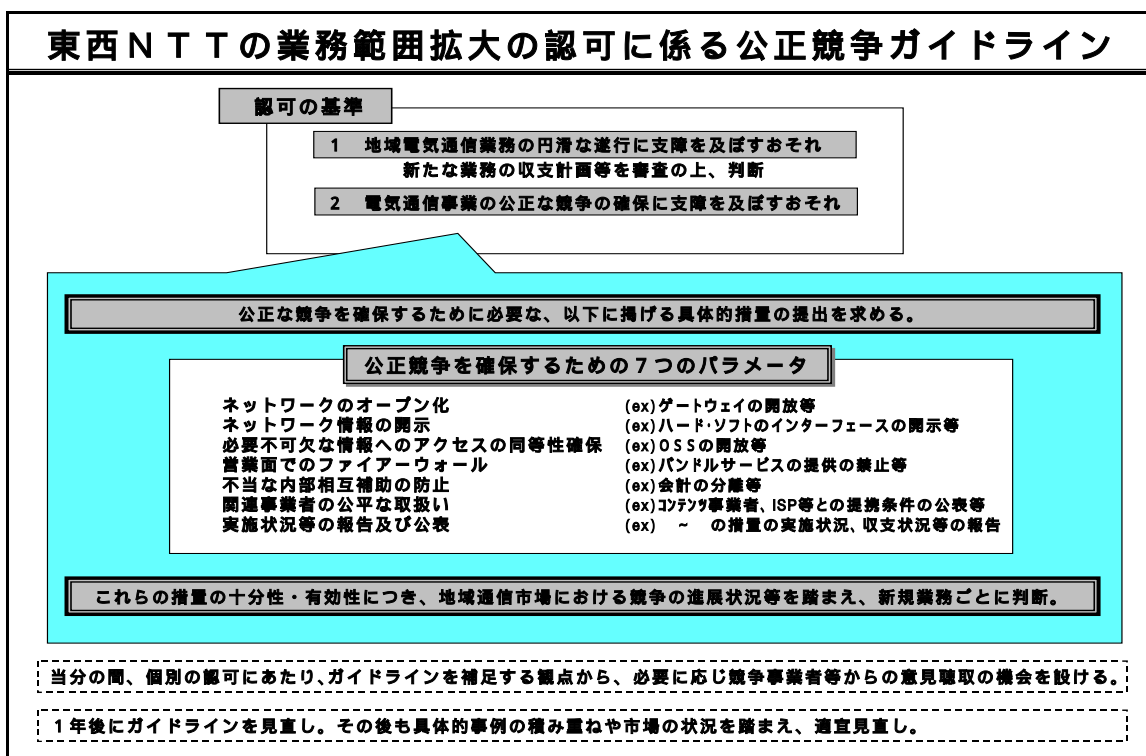 東西ＮＴＴの業務範囲拡大の認可に係る公正競争ガイドライン
認可の基準
１　地域電気通信業務の円滑な遂行に支障を及ぼすおそれ
新たな業務の収支計画等を審査の上、判断
２　電気通信事業の公正な競争の確保に支障を及ぼすおそれ
公正な競争を確保するために必要な、以下に掲げる具体的措置の提出を求める。
公正競争を確保するための７つのパラメータ
ネットワークのオープン化　(ex)ゲートウェイの開放等
ネットワーク情報の開示　(ex)ハード･ソフトのインターフェースの開示等
必要不可欠な情報へのアクセスの同等性確保　(ex)OSSの開放等
営業面でのファイアーウォール　(ex)バンドルサービスの提供の禁止等
不当な内部相互補助の防止　(ex)会計の分離等
関連事業者の公平な取扱い　(ex)コンテンツ事業者、ISP等との提携条件の公表等
実施状況等の報告及び公表　(ex)　～　の措置の実施状況、収支状況等の報告
これらの措置の十分性・有効性につき、地域通信市場における競争の進展状況等を踏まえ、新規業務ごとに判断。
当分の間、個別の認可にあたり、ガイドラインを補足する観点から、必要に応じ競争事業者等からの意見聴取の機会を設ける。
１年後にガイドラインを見直し。その後も具体的事例の積み重ねや市場の状況を踏まえ、適宜見直し。